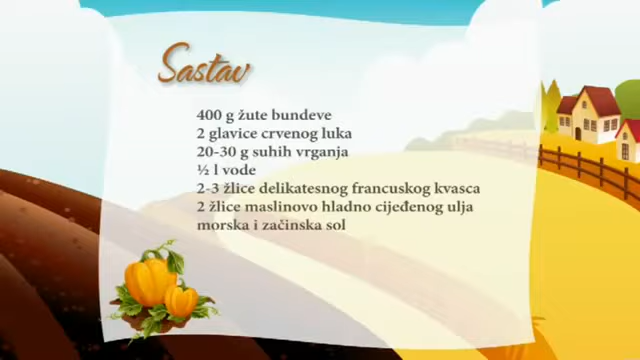 Sastav
400 g žute bundeve
2 glavice crvenog luka
20-30 g suhih vrganja
½ l vode
2-3 žlice delikatesnog francuskog kvasca
2 žlice maslinovo hladno cijeđenog ulja
morska i začinska sol